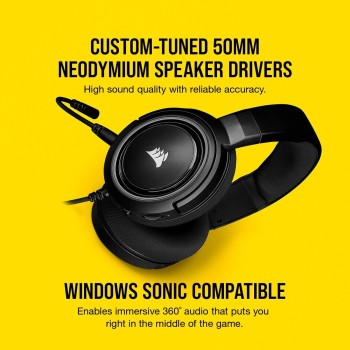 CUSTOM-TUNED 50MM
NEODYMIUM SPEAKER DRIVERS
High sound quality with reliable accuracy.
WINDOWS SONIC COMPATIBLE
Enables immersive 360˚ audio that puts you
right in the middle of the game.